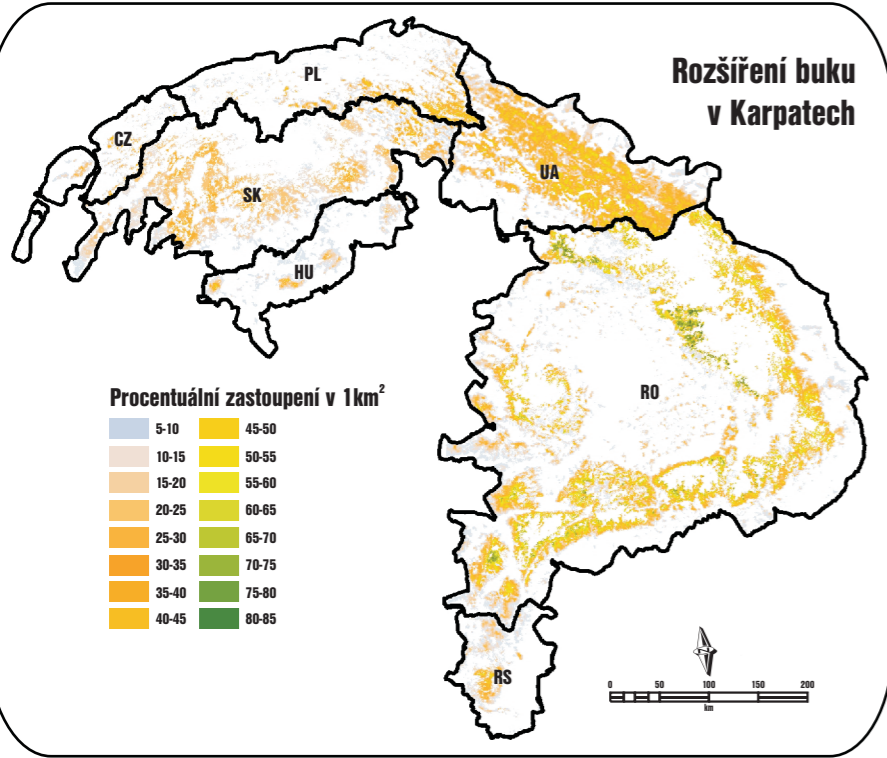 Rozšíření buku
v Karpatech
PL
CZ
SK
UA
HU
RO
RS
Procentuální zastoupení v 1km²
5-10
10-15
15-20
20-25
25-30
30-35
35-40
40-45
45-50
50-55
55-60
60-65
65-70
70-75
75-80
80-85
N
0 50 100 150 200
km